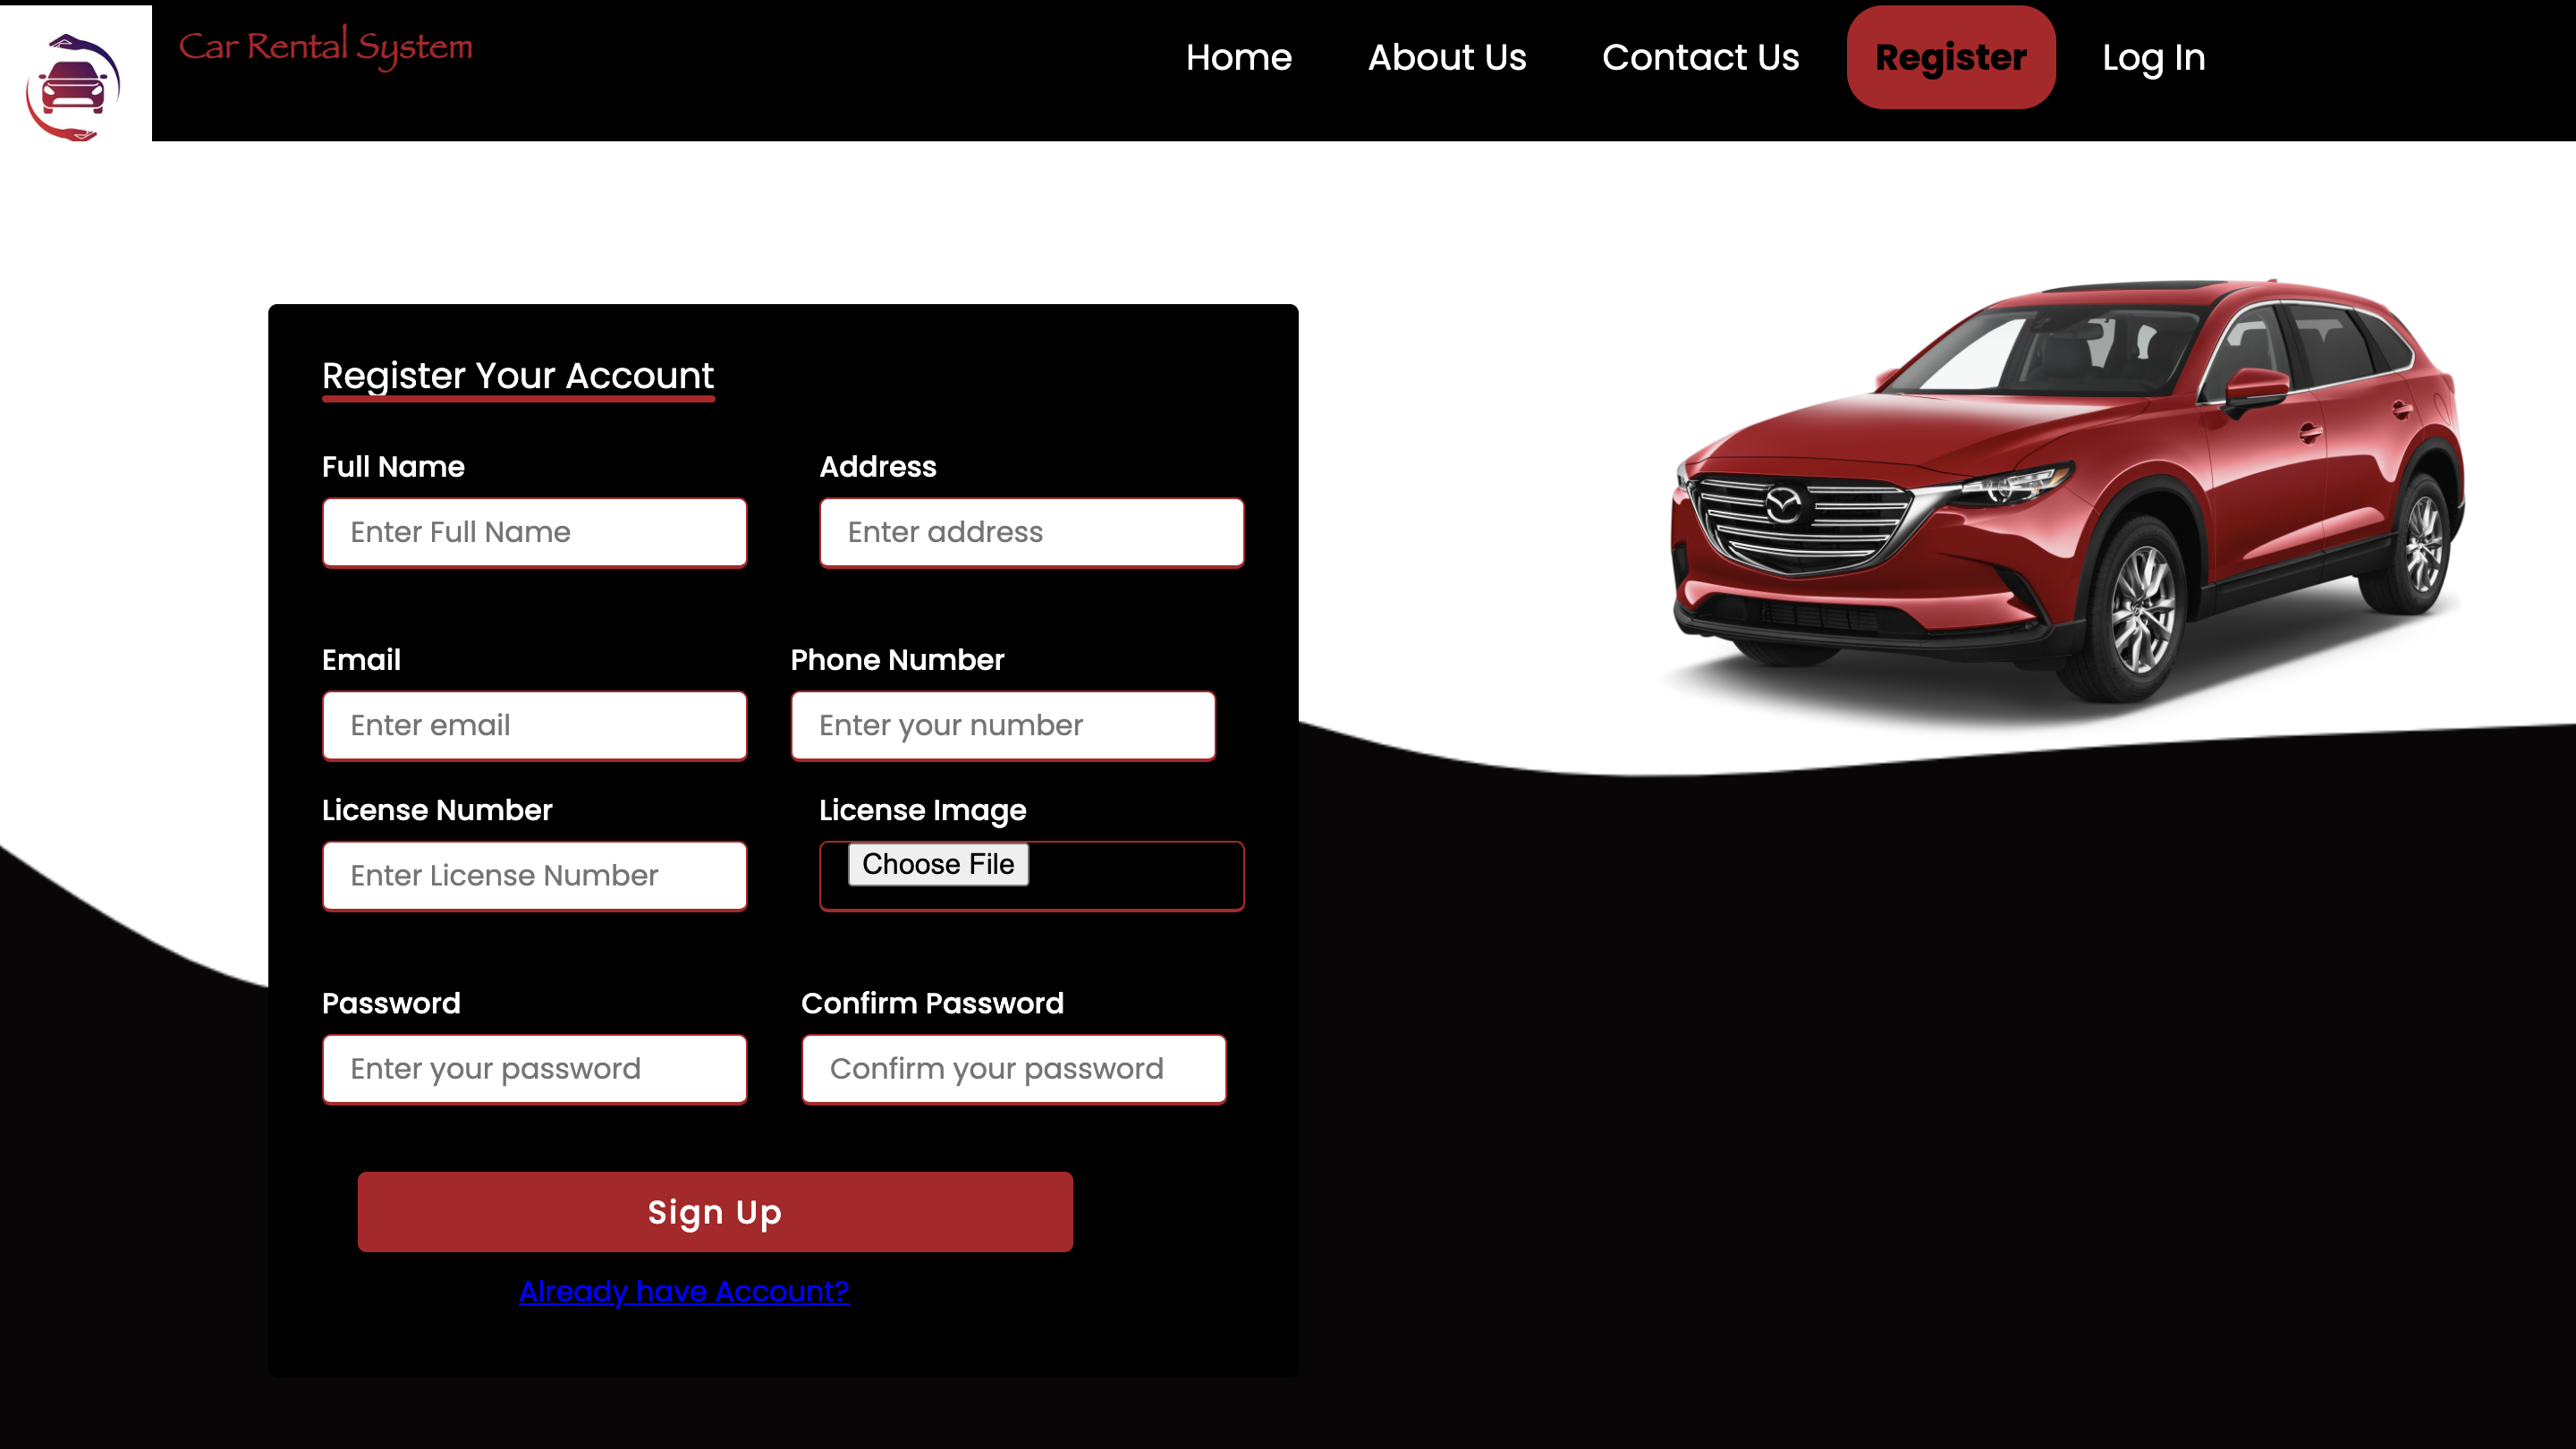 Car Rental System
Home About Us Contact Us Register Log In
Register Your Account
Full Name Address
Enter Full Name Enter address
Email Phone Number
Enter email Enter your number
License Number License Image
Enter License Number Choose File
Password Confirm Password
Enter your password Confirm your password
Sign Up
Already have Account?